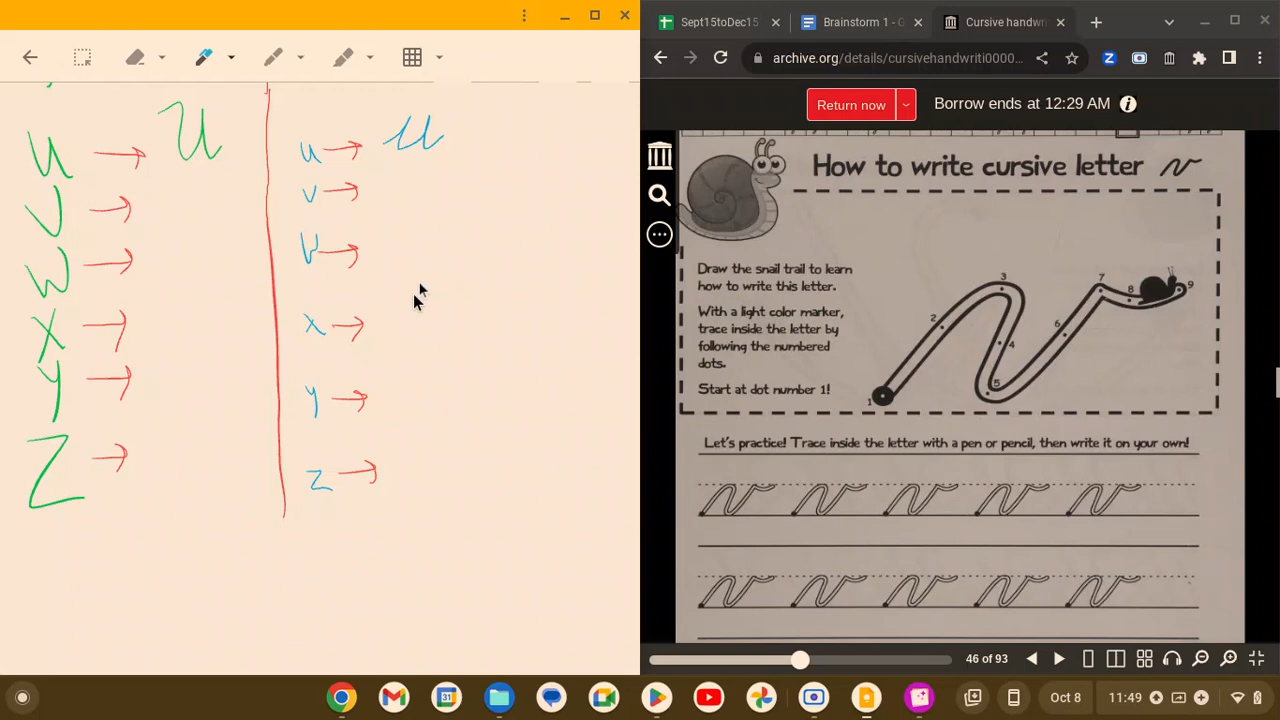 Sept15toDec15
Brainstorm 1 - G
Cursive handwri
archive.org/details/cursivehandwriti0000...
Return now
Borrow ends at 12:29 AM
How to write cursive letter v
Draw the snail trail to learn
how to write this letter.
With a light color marker,
trace inside the letter by
following the numbered
dots.
Start at dot number 1!
1
2
3
4
5
6
7
8
9
Let's practice! Trace inside the letter with a pen or pencil, then write it on your own!
v v v v v
v v v v v
U → U
V →
W →
X →
Y →
Z →
u → u
v →
w →
x →
y →
z →
46 of 93
31
Oct 8
11:49